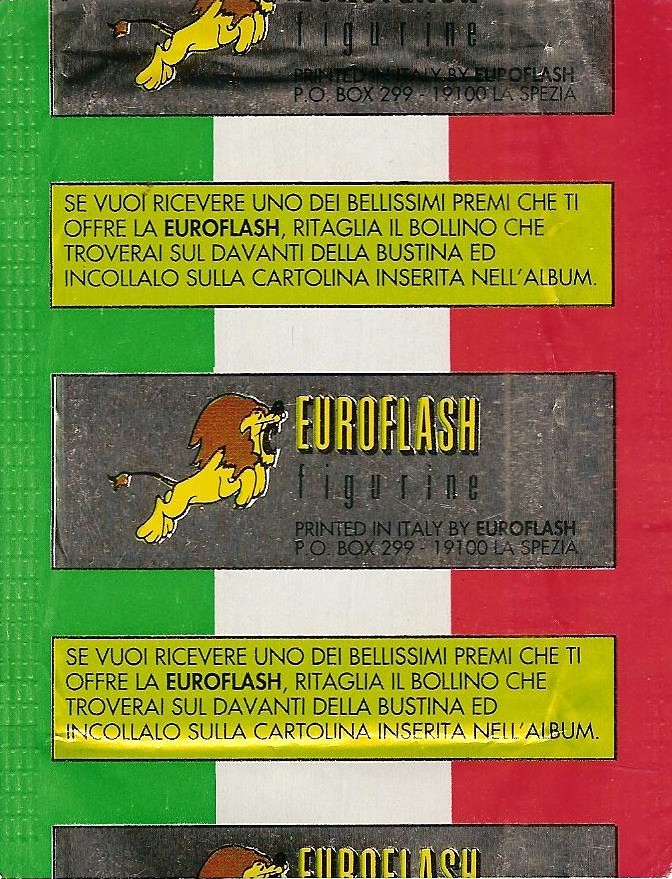 figurine
PRINTED IN ITALY BY EUROFLASH
P.O. BOX 299 - 19100 LA SPEZIA
SE VUOI RICEVERE UNO DEI BELLISSIMI PREMI CHE TI
OFFRE LA EUROFLASH, RITAGLIA IL BOLLINO CHE
TROVERAI SUL DAVANTI DELLA BUSTINA ED
INCOLLALO SULLA CARTOLINA INSERITA NELL'ALBUM.
EUROFLASH
figurine
PRINTED IN ITALY BY EUROFLASH
P.O. BOX 299 - 19100 LA SPEZIA
SE VUOI RICEVERE UNO DEI BELLISSIMI PREMI CHE TI
OFFRE LA EUROFLASH, RITAGLIA IL BOLLINO CHE
TROVERAI SUL DAVANTI DELLA BUSTINA ED
INCOLLALO SULLA CARTOLINA INSERITA NELL'ALBUM.
EUROFLASH